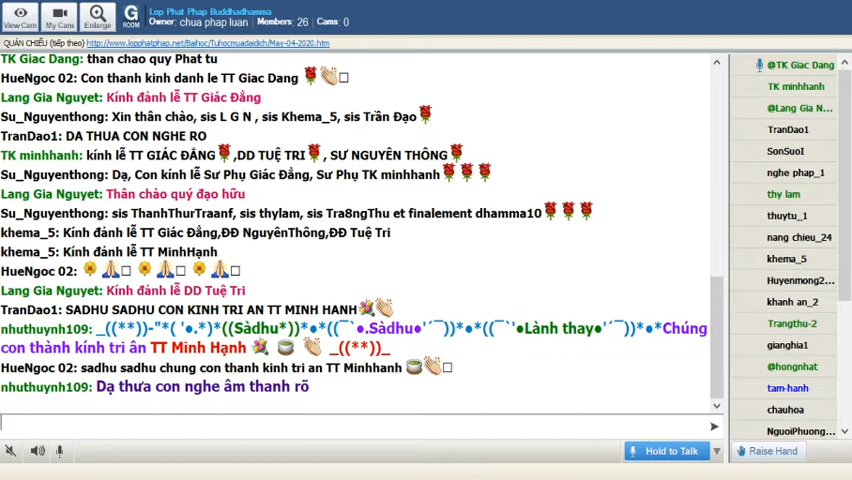 View Cam
My Cam
Enlarge
G ROOM
Lop Phat Phap Buddhadhamma
Owner: chua phap luan Members: 26 Cams: 0
QUÁN CHIẾU (tiếp theo) http://www.lopphatphap.net/Baihoc/Tuhocmuadaidich/May-04-2020.htm
TK Giac Dang: than chao quy Phat tu
HueNgoc 02: Con thanh kinh danh le TT Giac Dang
Lang Gia Nguyet: Kính đảnh lễ TT Giác Đẳng
Su_Nguyenthong: Xin thân chào, sis L G N , sis Khema_5, sis Trần Đạo
TranDao1: DA THUA CON NGHE RO
TK minhhanh: kính lễ TT GIÁC ĐẲNG ,DD TUỆ TRI , SƯ NGUYÊN THÔNG
Su_Nguyenthong: Dạ, Con kính lễ Sư Phụ Giác Đẳng, Sư Phụ TK minhhanh
Lang Gia Nguyet: Thân chào quý đạo hữu
Su_Nguyenthong: sis ThanhThurTraanf, sis thylam, sis Tra8ngThu et finalement dhamma10
khema_5: Kính đảnh lễ TT Giác Đẳng,ĐĐ NguyênThông,ĐĐ Tuệ Tri
khema_5: Kính đảnh lễ TT MinhHạnh
HueNgoc 02:
Lang Gia Nguyet: Kính đảnh lễ DD Tuệ Tri
TranDao1: SADHU SADHU CON KINH TRI AN TT MINH HANH
nhuthuynh109: _((**))-"*( '●.*)*((Sàdhu*))*●*((¯`●.Sàdhu●'´¯))*●*((¯`'●Lành thay●'´¯))*●*Chúng
con thành kính tri ân TT Minh Hạnh _((**))_
HueNgoc 02: sadhu sadhu chung con thanh kinh tri an TT Minhhanh
nhuthuynh109: Dạ thưa con nghe âm thanh rõ
Hold to Talk
Raise Hand
@TK Giac Dang
TK minhhanh
@Lang Gia N...
TranDao1
SonSuoI
nghe phap_1
thy lam
thuytu_1
nang chieu_24
khema_5
Huyenmong2...
khanh an_2
Trangthu-2
gianghia1
@hongnhat
tam-hanh
chauhoa
NguoiPhuong...